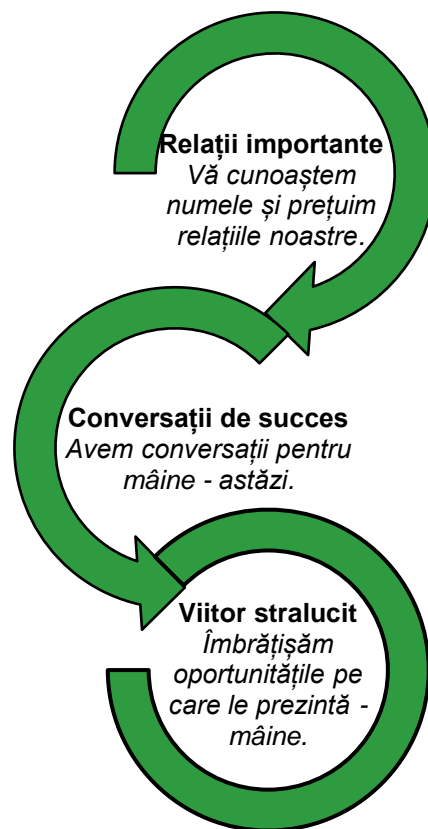 Relații importante
Vă cunoaștem
numele și prețuim
relațiile noastre.
Conversații de succes
Avem conversații pentru
mâine - astăzi.
Viitor stralucit
Îmbrățișăm
oportunitățile pe
care le prezintă -
mâine.